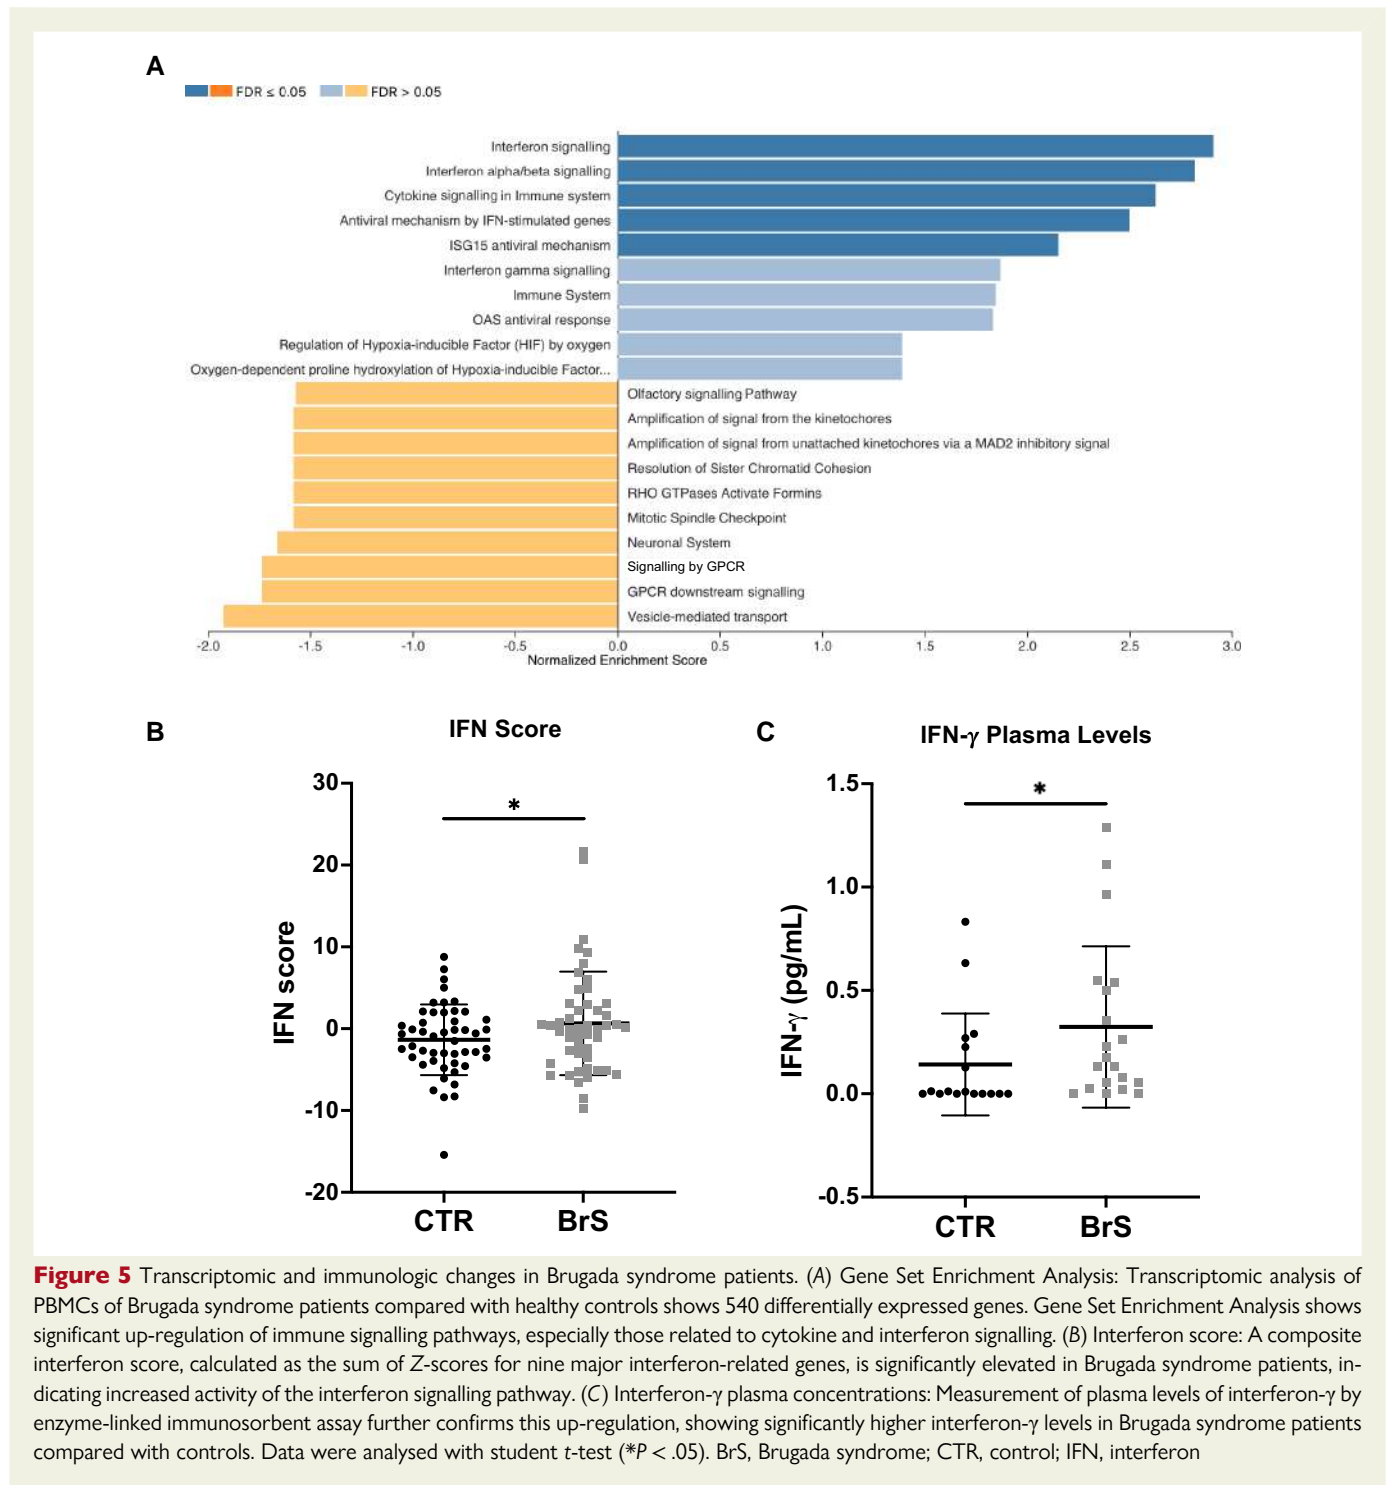 A
FDR ≤ 0.05 FDR > 0.05
Interferon signalling
Interferon alpha/beta signalling
Cytokine signalling in Immune system
Antiviral mechanism by IFN-stimulated genes
ISG15 antiviral mechanism
Interferon gamma signalling
Immune System
OAS antiviral response
Regulation of Hypoxia-inducible Factor (HIF) by oxygen
Oxygen-dependent proline hydroxylation of Hypoxia-inducible Factor...
Olfactory signalling Pathway
Amplification of signal from the kinetochores
Amplification of signal from unattached kinetochores via a MAD2 inhibitory signal
Resolution of Sister Chromatid Cohesion
RHO GTPases Activate Formins
Mitotic Spindle Checkpoint
Neuronal System
Signalling by GPCR
GPCR downstream signalling
Vesicle-mediated transport
-2.0 -1.5 -1.0 -0.5 0.0 0.5 1.0 1.5 2.0 2.5 3.0
Normalized Enrichment Score
B
IFN Score
30
20
10
0
-10
-20
IFN score
*
CTR BrS
C
IFN-γ Plasma Levels
1.5
1.0
0.5
0.0
-0.5
IFN-γ (pg/mL)
*
CTR BrS
Figure 5 Transcriptomic and immunologic changes in Brugada syndrome patients. (A) Gene Set Enrichment Analysis: Transcriptomic analysis of
PBMCs of Brugada syndrome patients compared with healthy controls shows 540 differentially expressed genes. Gene Set Enrichment Analysis shows
significant up-regulation of immune signalling pathways, especially those related to cytokine and interferon signalling. (B) Interferon score: A composite
interferon score, calculated as the sum of Z-scores for nine major interferon-related genes, is significantly elevated in Brugada syndrome patients, in-
dicating increased activity of the interferon signalling pathway. (C) Interferon-γ plasma concentrations: Measurement of plasma levels of interferon-γ by
enzyme-linked immunosorbent assay further confirms this up-regulation, showing significantly higher interferon-γ levels in Brugada syndrome patients
compared with controls. Data were analysed with student t-test (*P < .05). BrS, Brugada syndrome; CTR, control; IFN, interferon